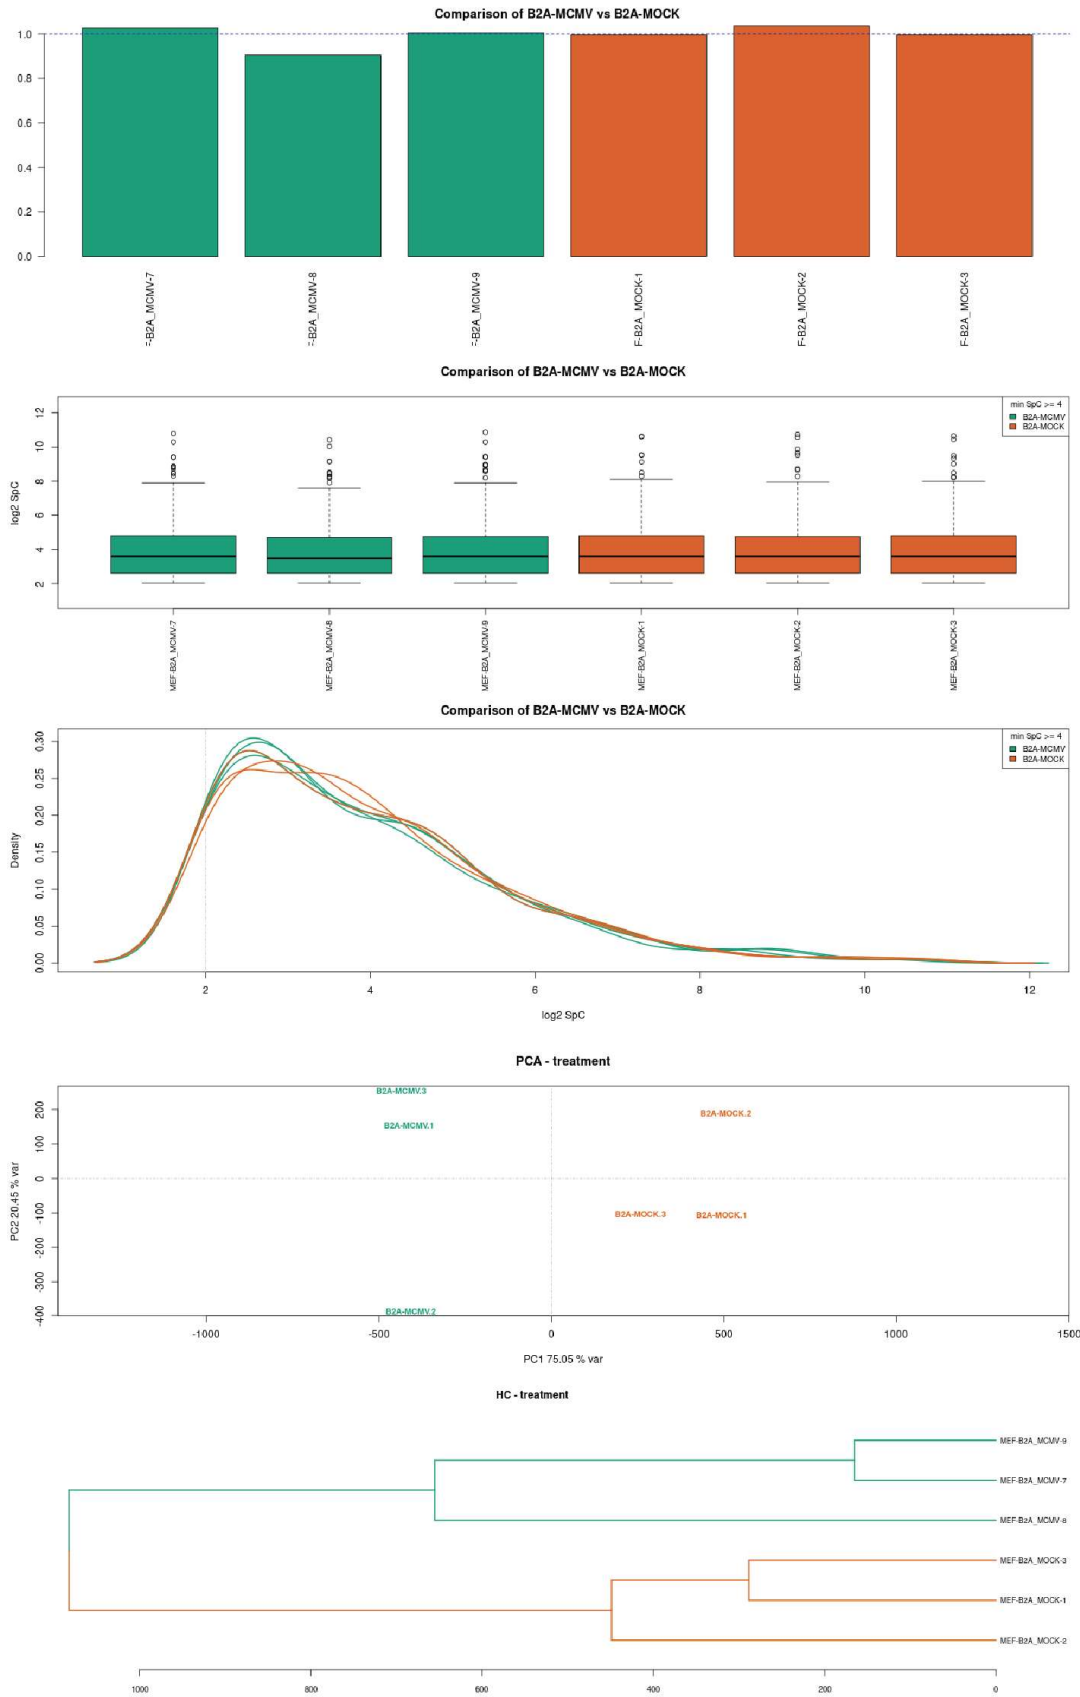 Comparison of B2A-MCMV vs B2A-MOCK
1.0
0.8
0.6
0.4
0.2
0.0
F-B2A_MCMV-7
F-B2A_MCMV-8
F-B2A_MCMV-9
F-B2A_MOCK-1
F-B2A_MOCK-2
F-B2A_MOCK-3
Comparison of B2A-MCMV vs B2A-MOCK
min SpC >= 4
B2A-MCMV
B2A-MOCK
log2 SpC
12
10
8
6
4
2
MEF-B2A_MCMV-7
MEF-B2A_MCMV-8
MEF-B2A_MCMV-9
MEF-B2A_MOCK-1
MEF-B2A_MOCK-2
MEF-B2A_MOCK-3
Comparison of B2A-MCMV vs B2A-MOCK
min SpC >= 4
B2A-MCMV
B2A-MOCK
Density
0.30
0.25
0.20
0.15
0.10
0.05
0.00
2 4 6 8 10 12
log2 SpC
PCA - treatment
B2A-MCMV.3
B2A-MOCK.2
B2A-MCMV.1
B2A-MOCK.3 B2A-MOCK.1
B2A-MCMV.2
PC2 20.45 % var
200
100
0
-100
-200
-300
-400
-1000 -500 0 500 1000 1500
PC1 75.05 % var
HC - treatment
MEF-B2A_MCMV-9
MEF-B2A_MCMV-7
MEF-B2A_MCMV-8
MEF-B2A_MOCK-3
MEF-B2A_MOCK-1
MEF-B2A_MOCK-2
1000 800 600 400 200 0